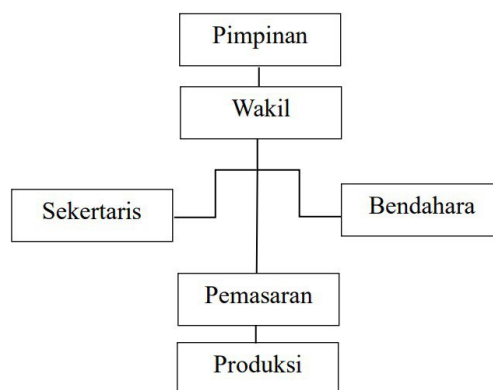 Pimpinan
Wakil
Sekertaris
Bendahara
Pemasaran
Produksi